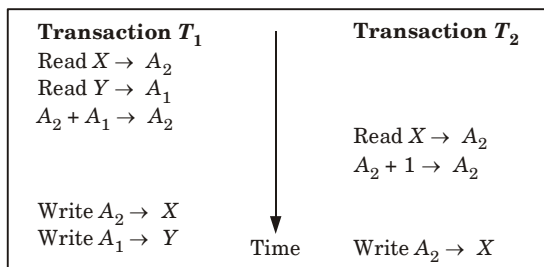 Transaction T₁ Transaction T₂
Read X → A₂
Read Y → A₁
A₂ + A₁ → A₂
Read X → A₂
A₂ + 1 → A₂
Write A₂ → X
Write A₁ → Y Time Write A₂ → X